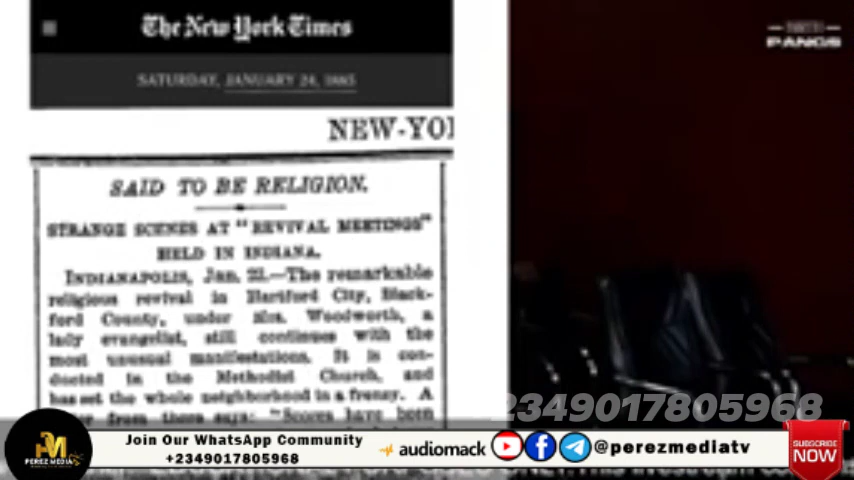 The New York Times
SATURDAY, JANUARY 24, 1885
NEW-YO
PANGS
SAID TO BE RELIGION.
STRANGE SCENES AT "REVIVAL MEETINGS"
HELD IN INDIANA.
INDIANAPOLIS, Jan. 23.—The remarkable
religious revival in Hartford City, Black-
ford County, under Mrs. Woodworth, a
lady evangelist, still continues with the
most unusual manifestations. It is con-
ducted in the Methodist Church, and
has set the whole neighborhood in a frenzy. A
from there says: "Scores have been
2349017805968
PEREZ MEDIA
Join Our WhatsApp Community
+2349017805968
audiomack
@perezmediatv
SUBSCRIBE
NOW